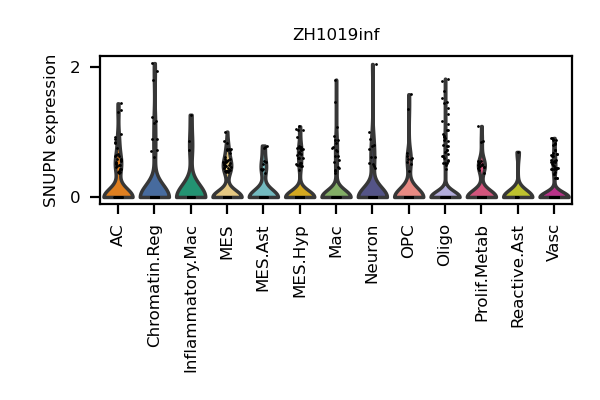 ZH1019inf
SNUPN expression
2
0
AC
Chromatin.Reg
Inflammatory.Mac
MES
MES.Ast
MES.Hyp
Mac
Neuron
OPC
Oligo
Prolif.Metab
Reactive.Ast
Vasc